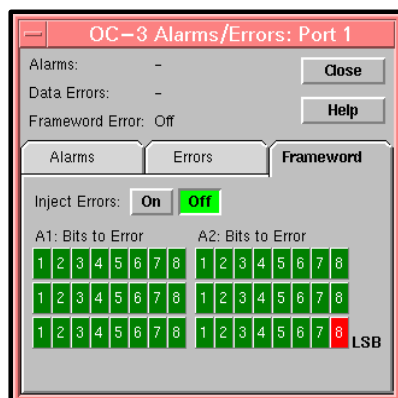 OC-3 Alarms/Errors: Port 1
Alarms: -
Close
Data Errors: -
Help
Frameword Error: Off
Alarms Errors Frameword
Inject Errors: On Off
A1: Bits to Error A2: Bits to Error
1 2 3 4 5 6 7 8 1 2 3 4 5 6 7 8
1 2 3 4 5 6 7 8 1 2 3 4 5 6 7 8
1 2 3 4 5 6 7 8 1 2 3 4 5 6 7 8 LSB